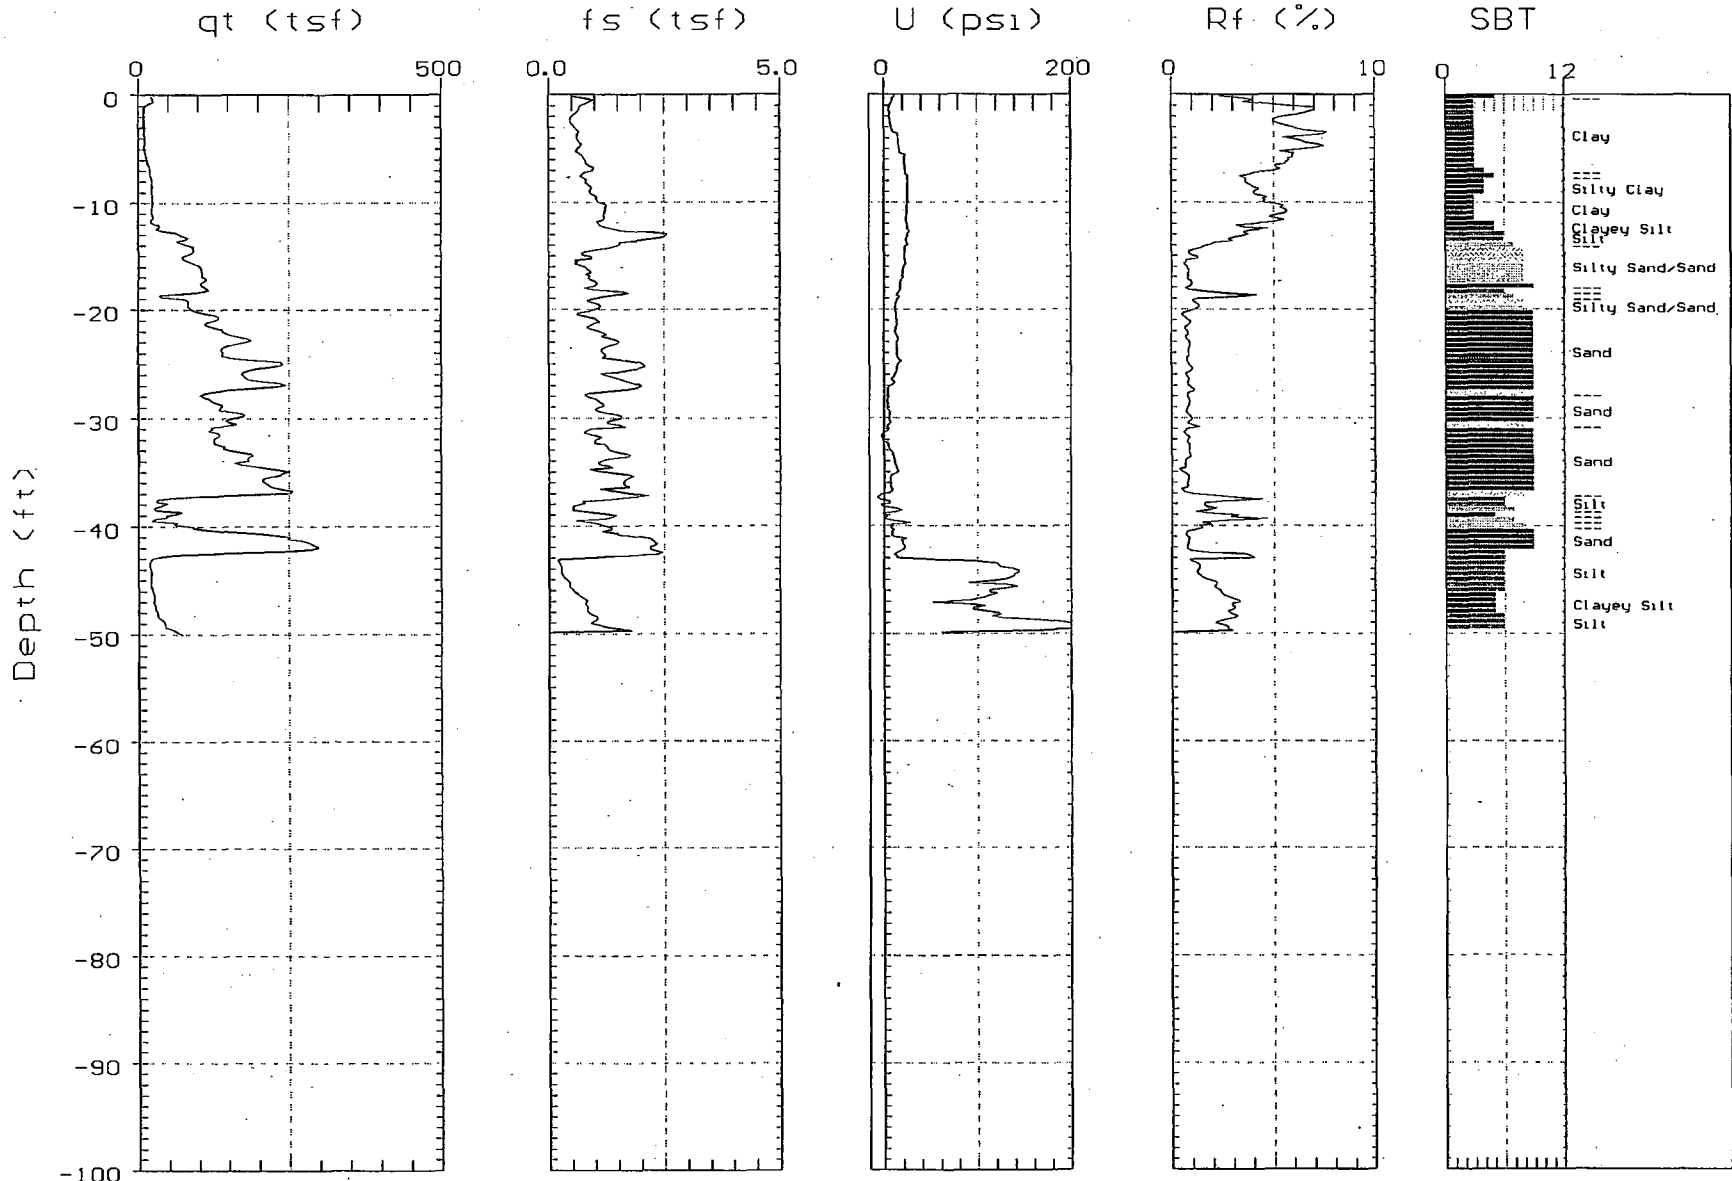 qt (tsf) fs (tsf) U (psi) Rf (%) SBT
0 500 0.0 5.0 0 200 0 10 0 12
0
Clay
Silty Clay
-10
Clay
Clayey Silt
Silt
Silty Sand/Sand
Silty Sand/Sand
-20
Sand
Sand
-30
Sand
Silt
-40
Sand
Silt
Clayey Silt
Silt
-50
-60
-70
-80
-90
-100
Depth (ft)